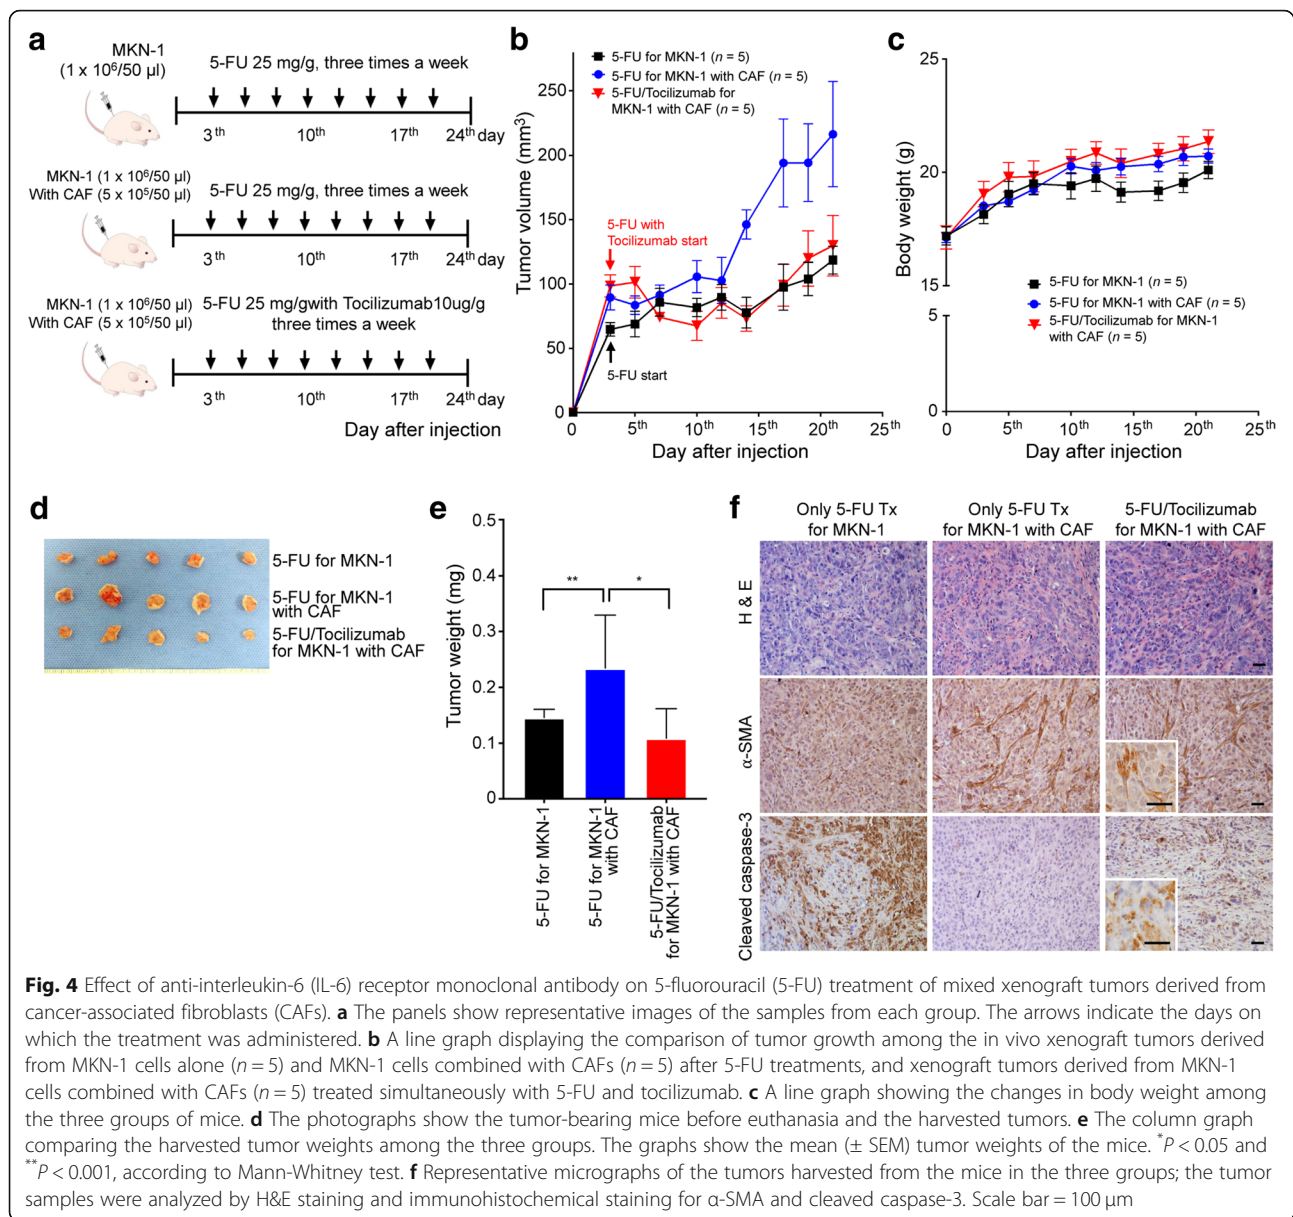 a
MKN-1
(1 x 10⁶/50 µl)
5-FU 25 mg/g, three times a week
3th 10th 17th 24th day
MKN-1 (1 x 10⁶/50 µl)
With CAF (5 x 10⁵/50 µl)
5-FU 25 mg/g, three times a week
3th 10th 17th 24th day
MKN-1 (1 x 10⁶/50 µl)
With CAF (5 x 10⁵/50 µl)
5-FU 25 mg/gwith Tocilizumab10ug/g
three times a week
3th 10th 17th 24th day
Day after injection
b
5-FU for MKN-1 (n = 5)
5-FU for MKN-1 with CAF (n = 5)
5-FU/Tocilizumab for
MKN-1 with CAF (n = 5)
Tumor volume (mm³)
250
200
150
100
50
0
5-FU with
Tocilizumab start
5-FU start
0 5th 10th 15th 20th 25th
Day after injection
c
Body weight (g)
25
20
15
5
0
5-FU for MKN-1 (n = 5)
5-FU for MKN-1 with CAF (n = 5)
5-FU/Tocilizumab for MKN-1
with CAF (n = 5)
0 5th 10th 15th 20th 25th
Day after injection
d
5-FU for MKN-1
5-FU for MKN-1
with CAF
5-FU/Tocilizumab
for MKN-1 with CAF
e
Tumor weight (mg)
0.5
0.4
0.3
0.2
0.1
0
** *
5-FU for MKN-1
5-FU for MKN-1
with CAF
5-FU/Tocilizumab
for MKN-1 with CAF
f
Only 5-FU Tx
for MKN-1
Only 5-FU Tx
for MKN-1 with CAF
5-FU/Tocilizumab
for MKN-1 with CAF
H & E
α-SMA
Cleaved caspase-3
Fig. 4 Effect of anti-interleukin-6 (IL-6) receptor monoclonal antibody on 5-fluorouracil (5-FU) treatment of mixed xenograft tumors derived from
cancer-associated fibroblasts (CAFs). a The panels show representative images of the samples from each group. The arrows indicate the days on
which the treatment was administered. b A line graph displaying the comparison of tumor growth among the in vivo xenograft tumors derived
from MKN-1 cells alone (n = 5) and MKN-1 cells combined with CAFs (n = 5) after 5-FU treatments, and xenograft tumors derived from MKN-1
cells combined with CAFs (n = 5) treated simultaneously with 5-FU and tocilizumab. c A line graph showing the changes in body weight among
the three groups of mice. d The photographs show the tumor-bearing mice before euthanasia and the harvested tumors. e The column graph
comparing the harvested tumor weights among the three groups. The graphs show the mean (± SEM) tumor weights of the mice. *P < 0.05 and
**P < 0.001, according to Mann-Whitney test. f Representative micrographs of the tumors harvested from the mice in the three groups; the tumor
samples were analyzed by H&E staining and immunohistochemical staining for α-SMA and cleaved caspase-3. Scale bar = 100 µm